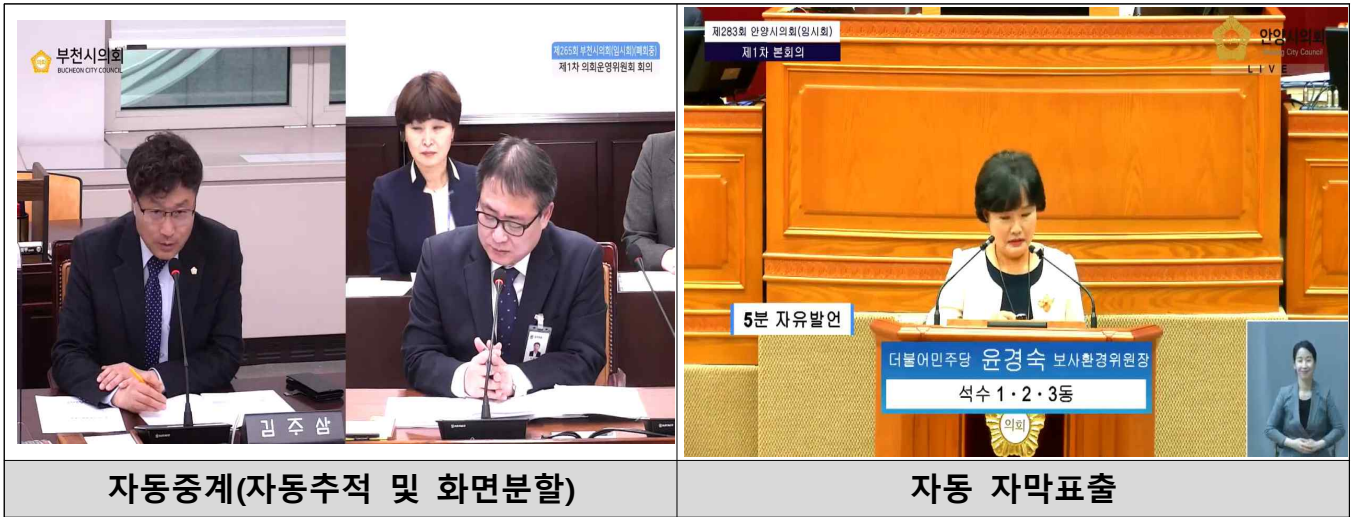 부천시의회
BUCHEON CITY COUNCIL
제265회 부천시의회(임시회)(폐회중)
제1차 의회운영위원회 회의
김주삼
제283회 안양시의회(임시회)
제1차 본회의
안양시의회
City Council
LIVE
5분 자유발언
더불어민주당 윤경숙 보사환경위원장
석수 1·2·3동
의회
자동중계(자동추적 및 화면분할)
자동 자막표출